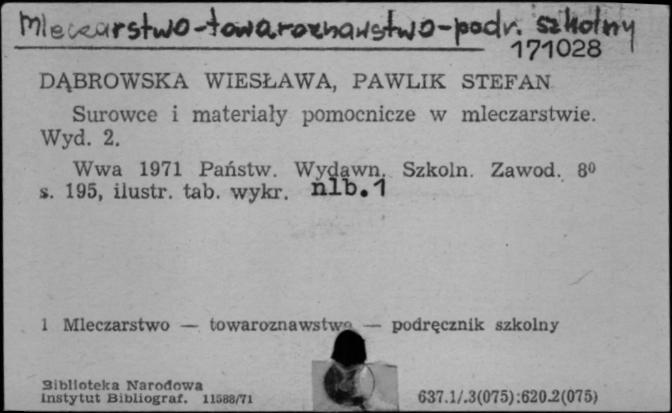 Mleczarstwo-towaroznawstwo-podr. szkolny
171028
DĄBROWSKA WIESŁAWA, PAWLIK STEFAN
Surowce i materiały pomocnicze w mleczarstwie.
Wyd. 2.
Wwa 1971 Państw. Wydawn. Szkoln. Zawod. 8⁰
s. 195, ilustr. tab. wykr. nlb.1
1 Mleczarstwo — towaroznawstwo — podręcznik szkolny
Biblioteka Narodowa
Instytut Bibliograf. 11588/71
637.1/.3(075):620.2(075)